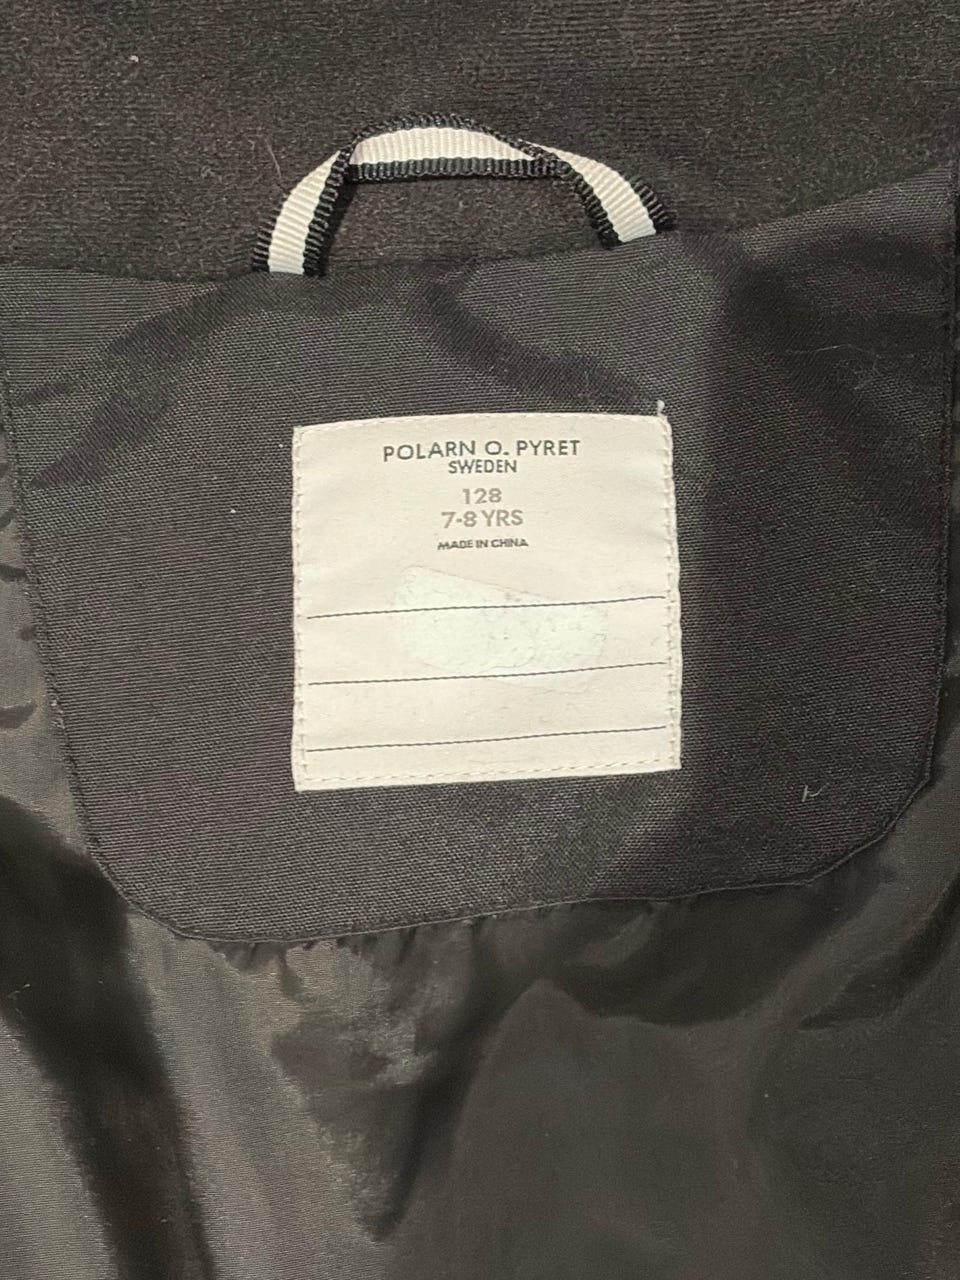 POLARN O. PYRET
SWEDEN
128
7-8 YRS
MADE IN CHINA